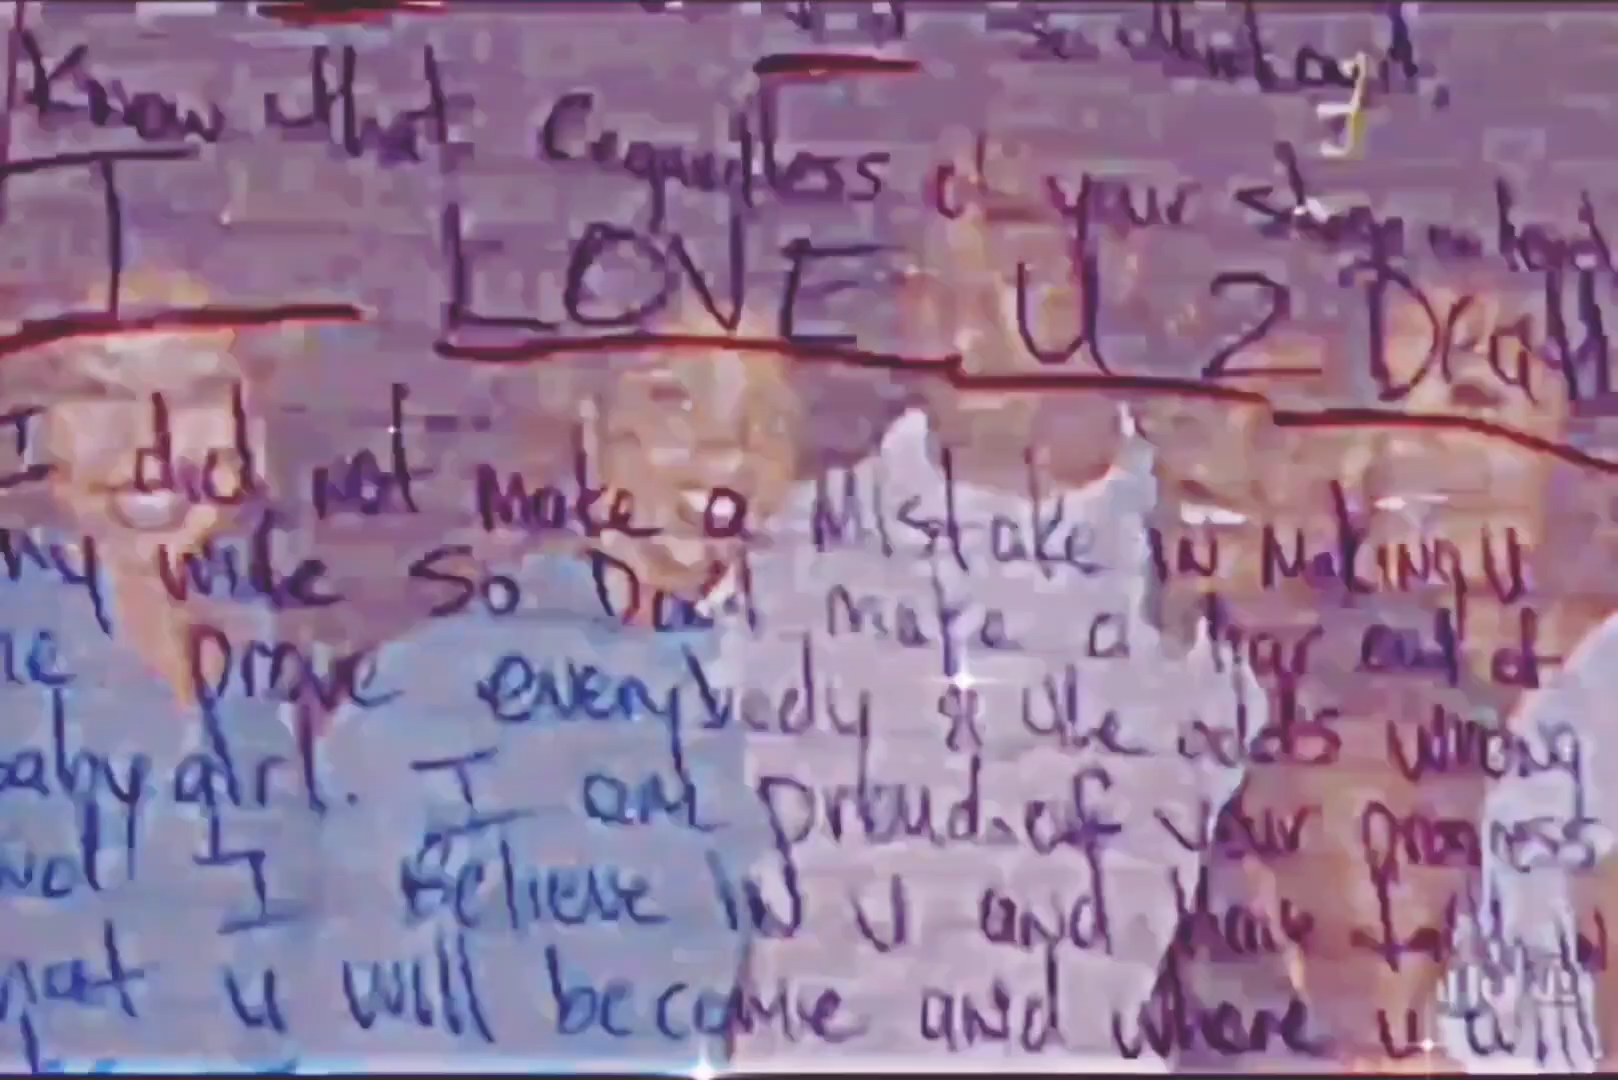 Know that regardless of your shortag
I LOVE U 2 Death
I did not make a Mistake in Making U
my wife so Don't make a liar out of
me prove everybody & the odds wrong
baby girl. I am proud of your progress
I Believe IN U and have faith IN
what u will become and where u will